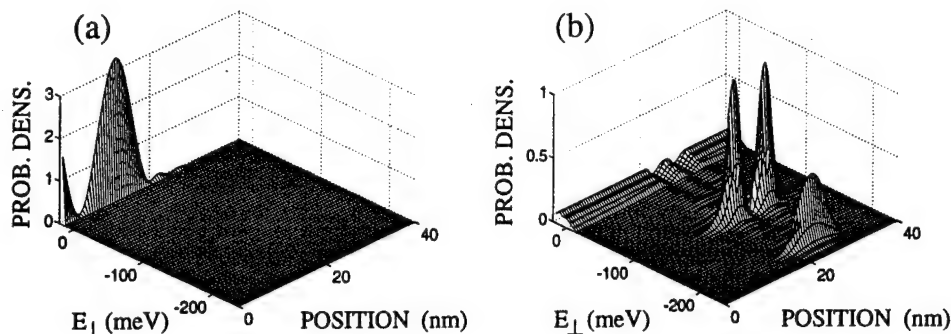 (a)
PROB. DENS.
3
2
1
0
0
-100
-200
0
20
40
E⊥ (meV)
POSITION (nm)
(b)
PROB. DENS.
1
0.5
0
0
-100
-200
0
20
40
E⊥ (meV)
POSITION (nm)